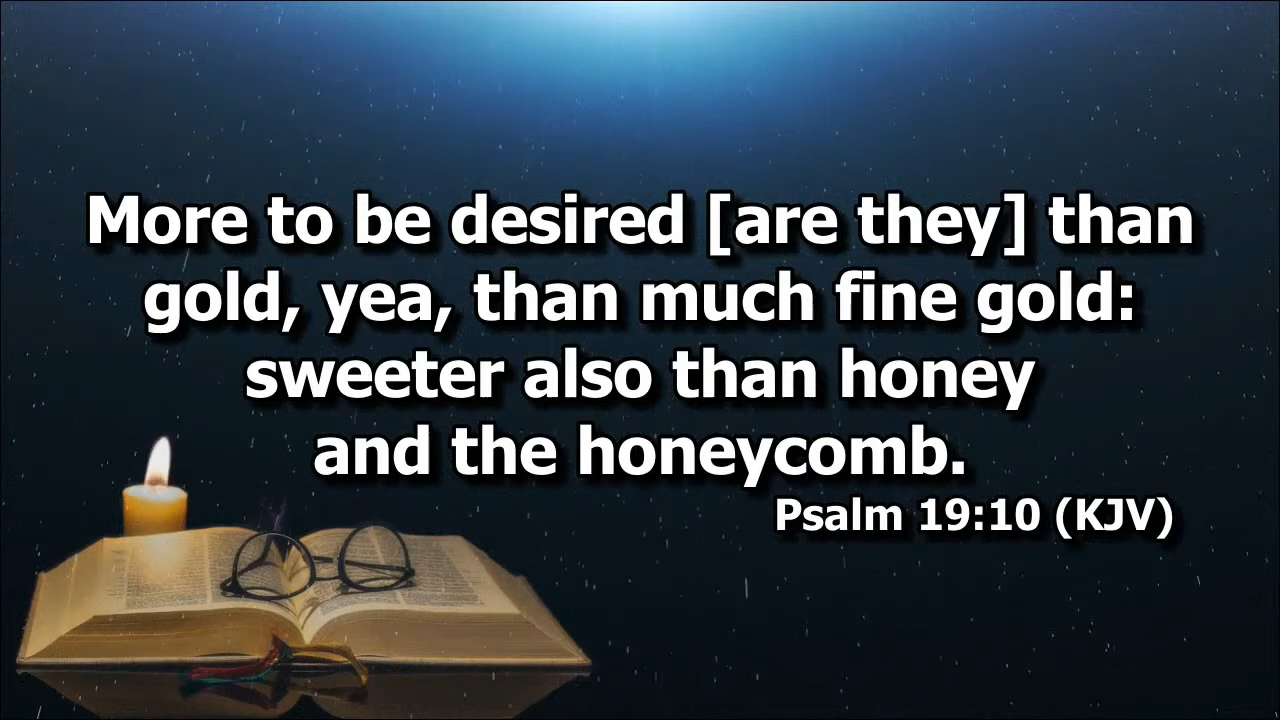 More to be desired [are they] than
gold, yea, than much fine gold:
sweeter also than honey
and the honeycomb.
Psalm 19:10 (KJV)